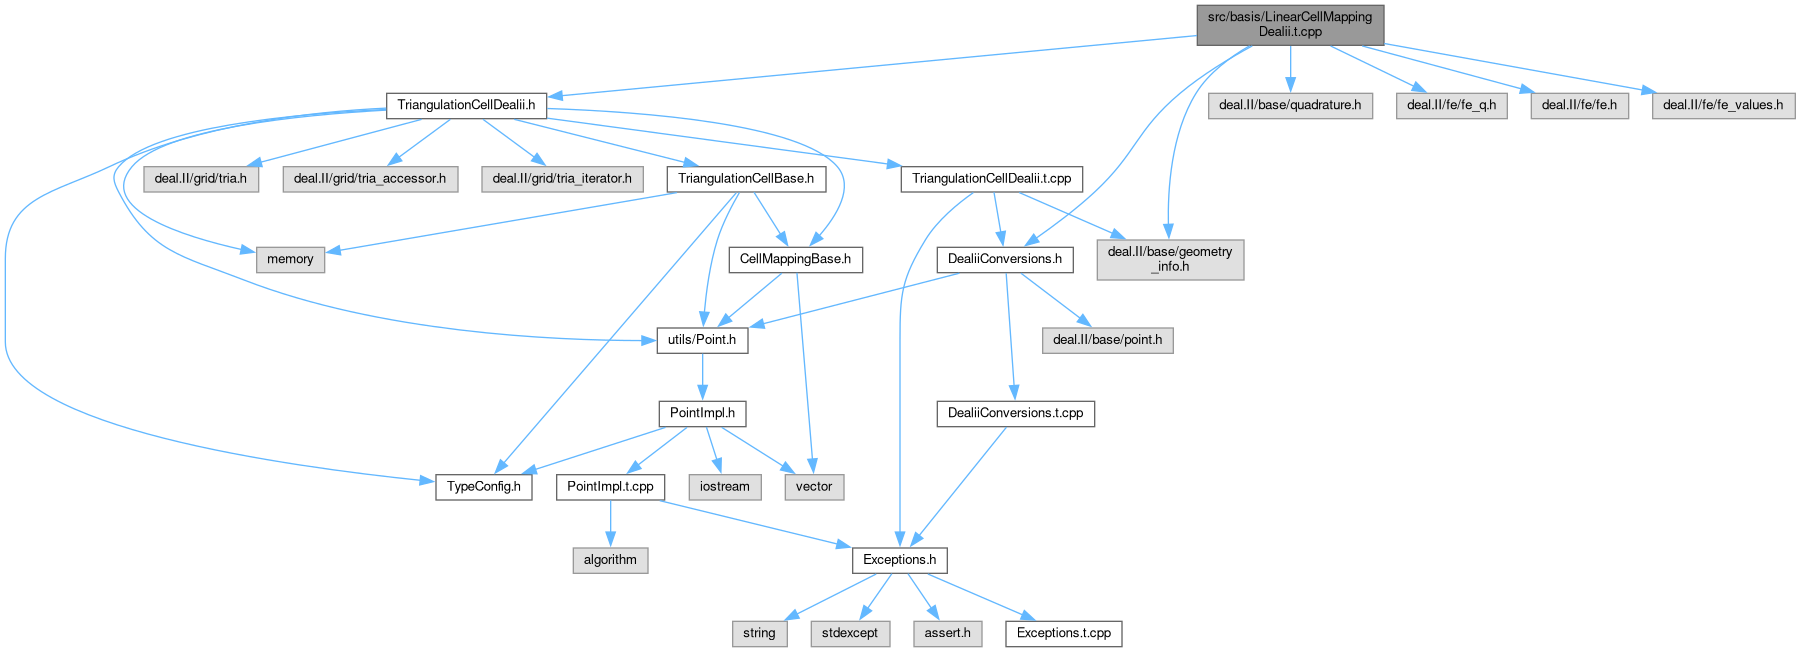 src/basis/LinearCellMapping
Dealii.t.cpp
TriangulationCellDealii.h
deal.II/base/quadrature.h
deal.II/fe/fe_q.h
deal.II/fe/fe.h
deal.II/fe/fe_values.h
deal.II/grid/tria.h
deal.II/grid/tria_accessor.h
deal.II/grid/tria_iterator.h
TriangulationCellBase.h
TriangulationCellDealii.t.cpp
memory
CellMappingBase.h
DealiiConversions.h
deal.II/base/geometry
_info.h
utils/Point.h
deal.II/base/point.h
PointImpl.h
DealiiConversions.t.cpp
TypeConfig.h
PointImpl.t.cpp
iostream
vector
algorithm
Exceptions.h
string
stdexcept
assert.h
Exceptions.t.cpp